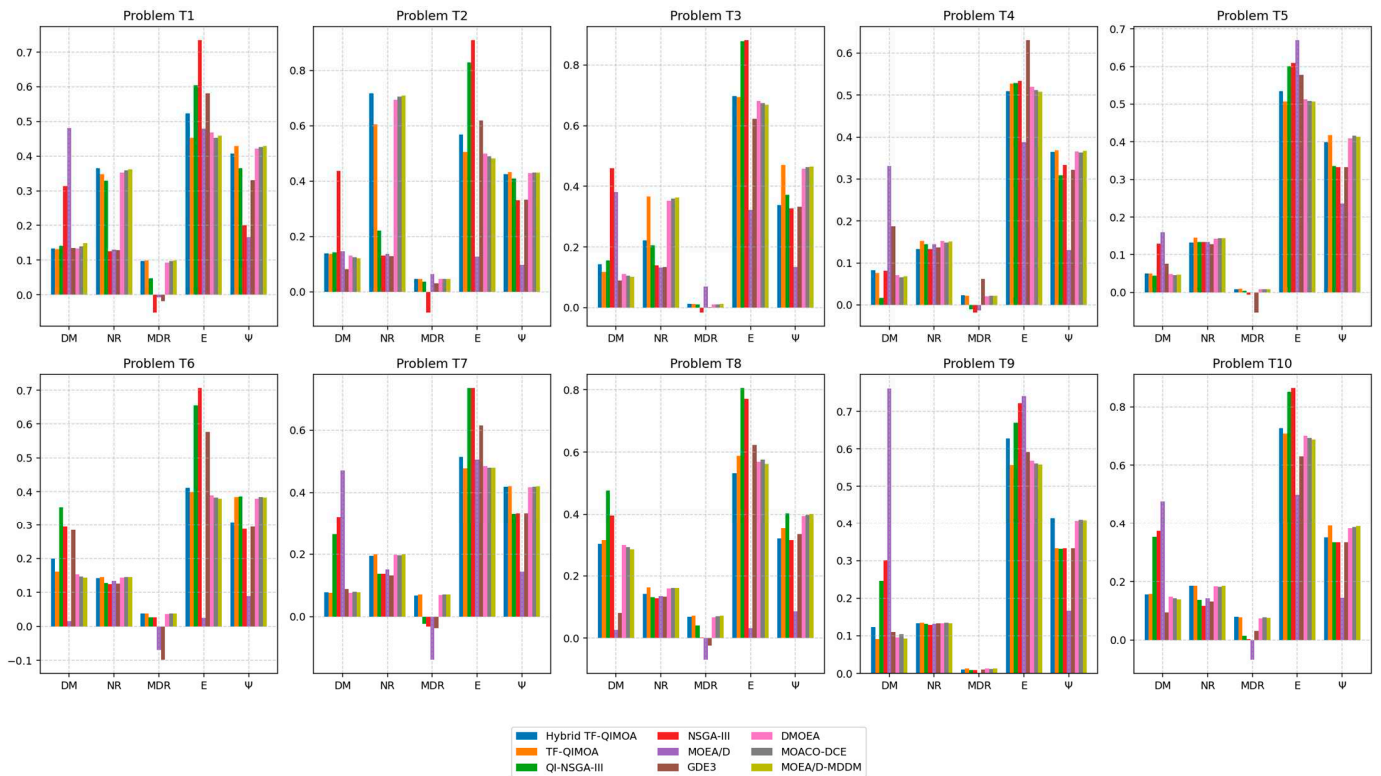 Problem T1
Problem T2
Problem T3
Problem T4
Problem T5
0.7
0.6
0.5
0.4
0.3
0.2
0.1
0.0
DM NR MDR E Ψ
0.8
0.6
0.4
0.2
0.0
DM NR MDR E Ψ
0.8
0.6
0.4
0.2
0.0
DM NR MDR E Ψ
0.6
0.5
0.4
0.3
0.2
0.1
0.0
DM NR MDR E Ψ
0.7
0.6
0.5
0.4
0.3
0.2
0.1
0.0
DM NR MDR E Ψ
Problem T6
Problem T7
Problem T8
Problem T9
Problem T10
0.7
0.6
0.5
0.4
0.3
0.2
0.1
0.0
−0.1
DM NR MDR E Ψ
0.6
0.4
0.2
0.0
DM NR MDR E Ψ
0.8
0.6
0.4
0.2
0.0
DM NR MDR E Ψ
0.7
0.6
0.5
0.4
0.3
0.2
0.1
0.0
DM NR MDR E Ψ
0.8
0.6
0.4
0.2
0.0
DM NR MDR E Ψ
Hybrid TF-QIMOA
TF-QIMOA
QI-NSGA-III
NSGA-III
MOEA/D
GDE3
DMOEA
MOACO-DCE
MOEA/D-MDDM